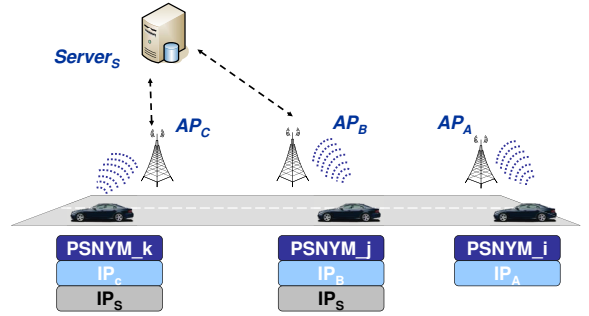 Server_S
AP_C
AP_B
AP_A
PSNYM_k
PSNYM_j
PSNYM_i
IP_c
IP_B
IP_A
IP_S
IP_S